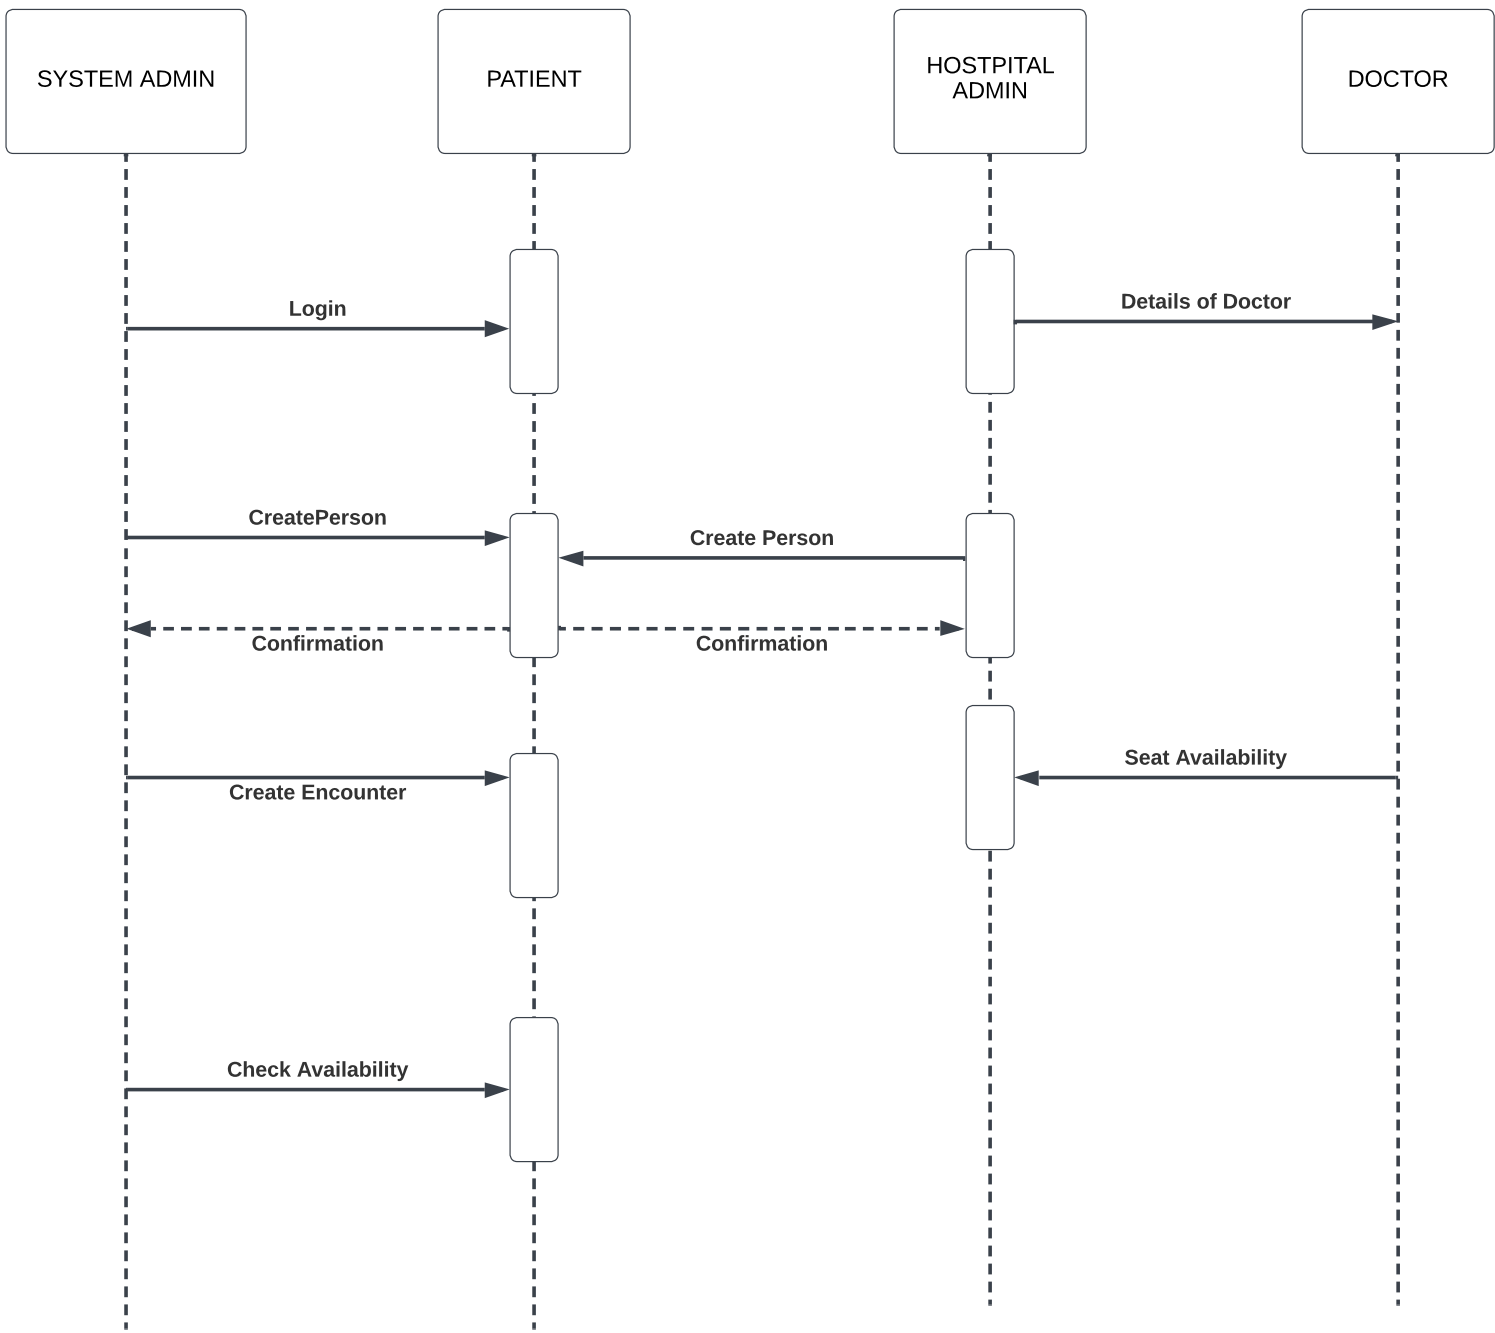 SYSTEM ADMIN
PATIENT
HOSTPITAL
ADMIN
DOCTOR
Login
Details of Doctor
CreatePerson
Create Person
Confirmation
Confirmation
Seat Availability
Create Encounter
Check Availability